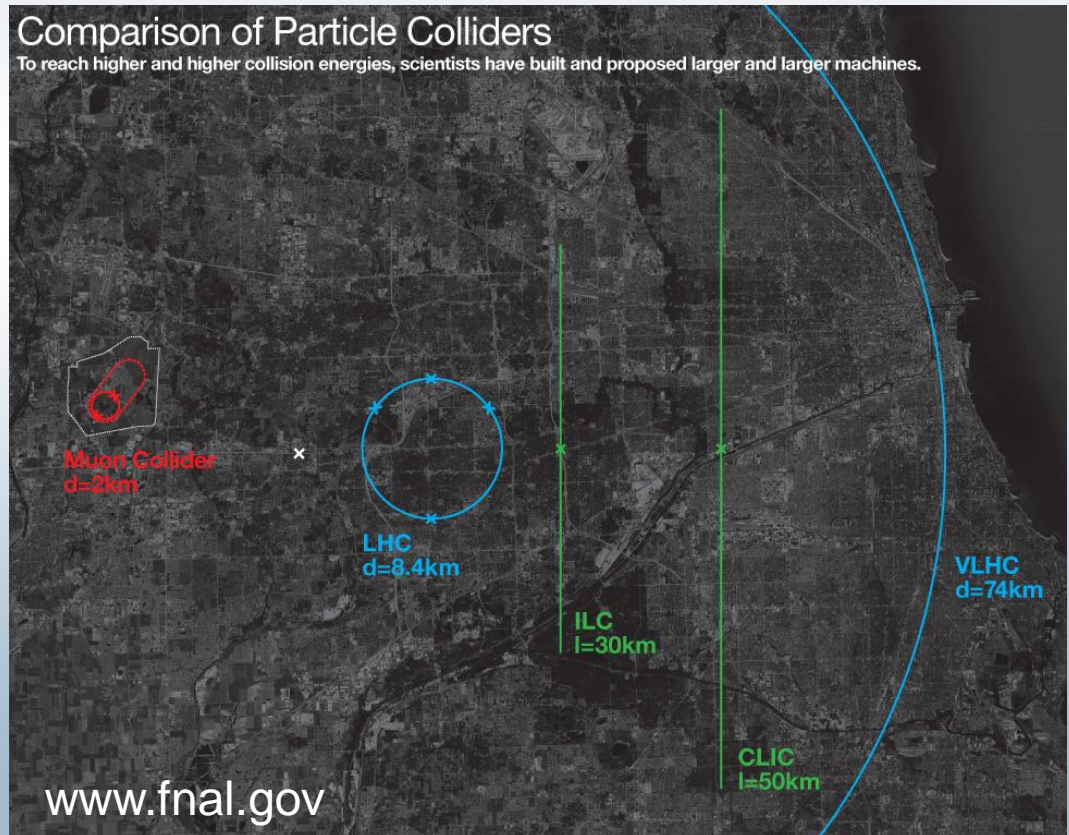 Comparison of Particle Colliders
To reach higher and higher collision energies, scientists have built and proposed larger and larger machines.
Muon Collider
d=2km
LHC
d=8.4km
ILC
l=30km
CLIC
l=50km
VLHC
d=74km
www.fnal.gov